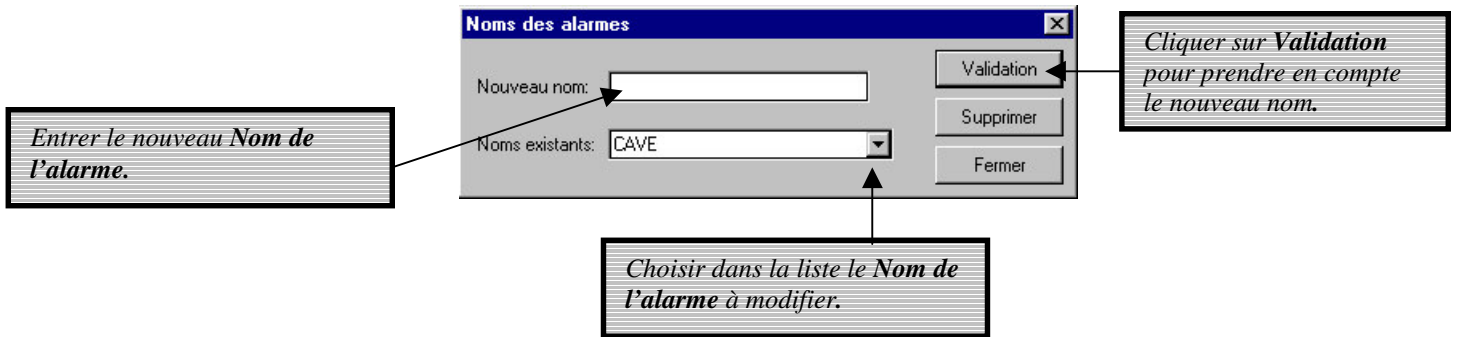 Noms des alarmes
Nouveau nom:
Noms existants: CAVE
Validation
Supprimer
Fermer
Cliquer sur Validation
pour prendre en compte
le nouveau nom.
Entrer le nouveau Nom de
l’alarme.
Choisir dans la liste le Nom de
l’alarme à modifier.